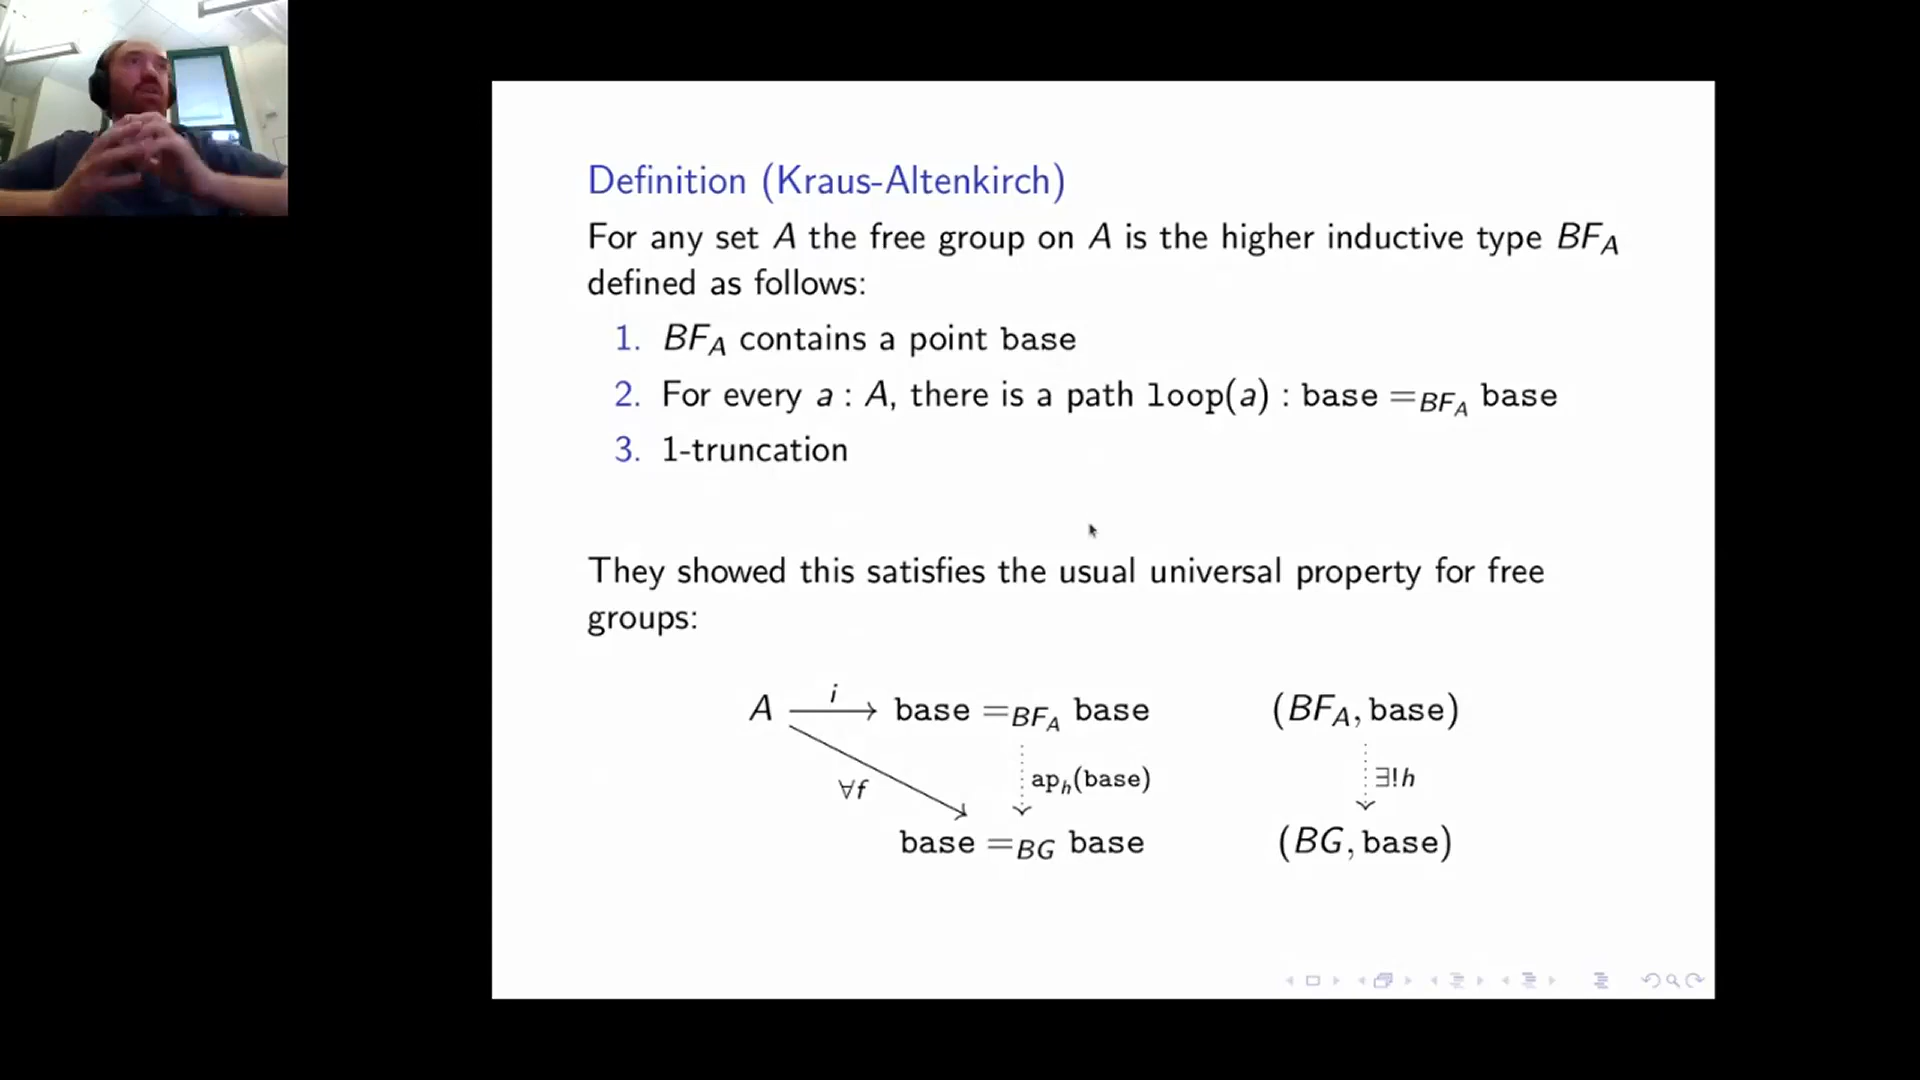 Definition (Kraus-Altenkirch)
For any set A the free group on A is the higher inductive type BF_A
defined as follows:
1. BF_A contains a point base
2. For every a : A, there is a path loop(a) : base =_{BF_A} base
3. 1-truncation
They showed this satisfies the usual universal property for free
groups:
A i base =_{BF_A} base (BF_A, base)
∀f ap_h(base) ∃!h
base =_{BG} base (BG, base)